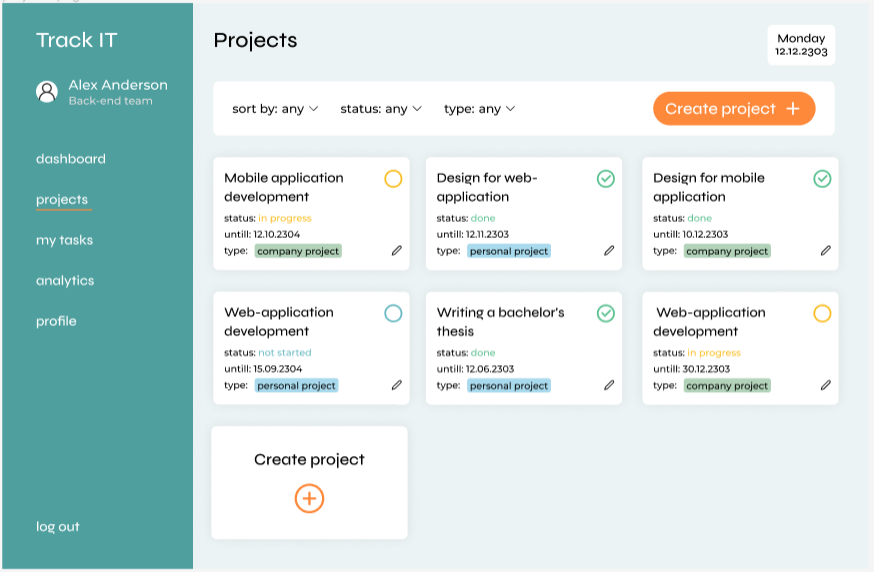 Track IT
Alex Anderson
Back-end team
dashboard
projects
my tasks
analytics
profile
log out
Projects
Monday
12.12.2303
sort by: any
status: any
type: any
Create project
Mobile application
development
status: in progress
untill: 12.10.2304
type: company project
Design for web-
application
status: done
untill: 12.11.2303
type: personal project
Design for mobile
application
status: done
untill: 10.12.2303
type: company project
Web-application
development
status: not started
untill: 15.09.2304
type: personal project
Writing a bachelor's
thesis
status: done
untill: 12.06.2303
type: personal project
Web-application
development
status: in progress
untill: 30.12.2303
type: company project
Create project